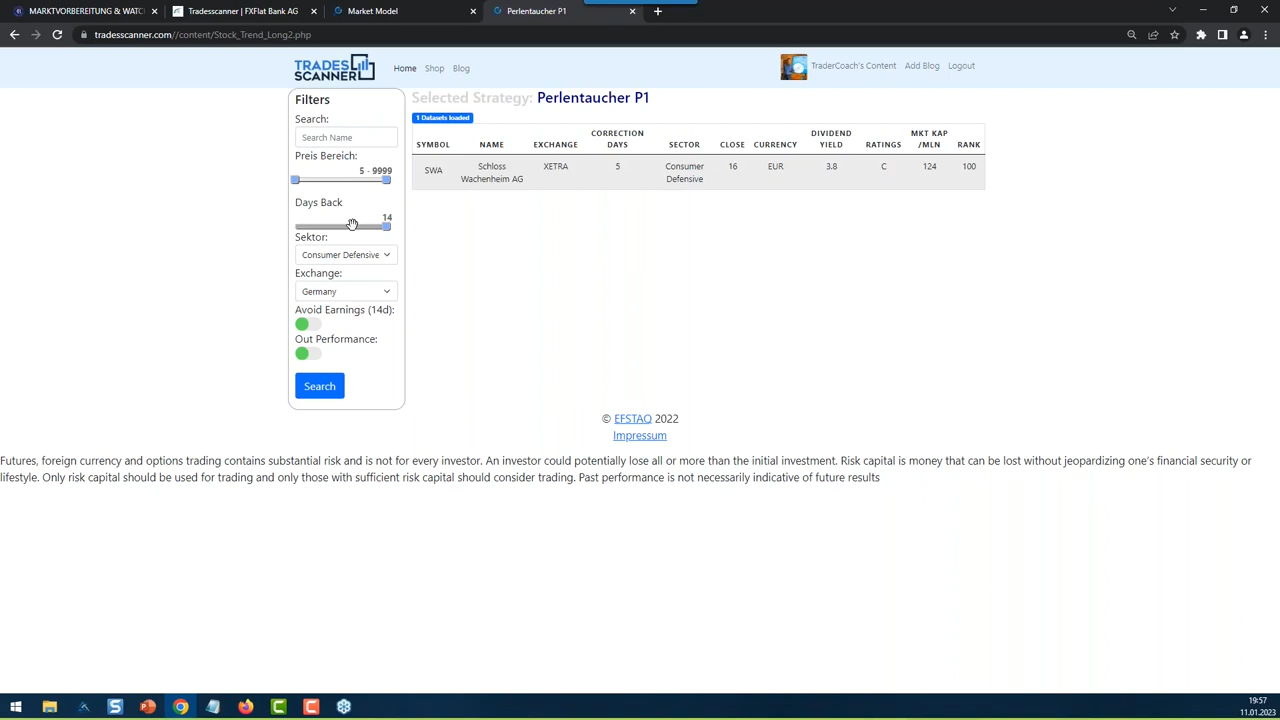 MARKTVORBEREITUNG & WATCH
Tradesscanner | FXFlat Bank AG
Market Model
Perlentaucher P1
tradesscanner.com//content/Stock_Trend_Long2.php
TRADES SCANNER
Home Shop Blog
TraderCoach's Content Add Blog Logout
Filters
Search:
Search Name
Preis Bereich:
5 - 9999
Days Back
14
Sektor:
Consumer Defensive
Exchange:
Germany
Avoid Earnings (14d):
Out Performance:
Search
Selected Strategy: Perlentaucher P1
1 Datasets loaded
SYMBOL NAME EXCHANGE CORRECTION DAYS SECTOR CLOSE CURRENCY DIVIDEND YIELD RATINGS MKT KAP /MLN RANK
SWA Schloss Wachenheim AG XETRA 5 Consumer Defensive 16 EUR 3.8 C 124 100
© EFSTAQ 2022
Impressum
Futures, foreign currency and options trading contains substantial risk and is not for every investor. An investor could potentially lose all or more than the initial investment. Risk capital is money that can be lost without jeopardizing one's financial security or
lifestyle. Only risk capital should be used for trading and only those with sufficient risk capital should consider trading. Past performance is not necessarily indicative of future results
19:57
11.01.2023